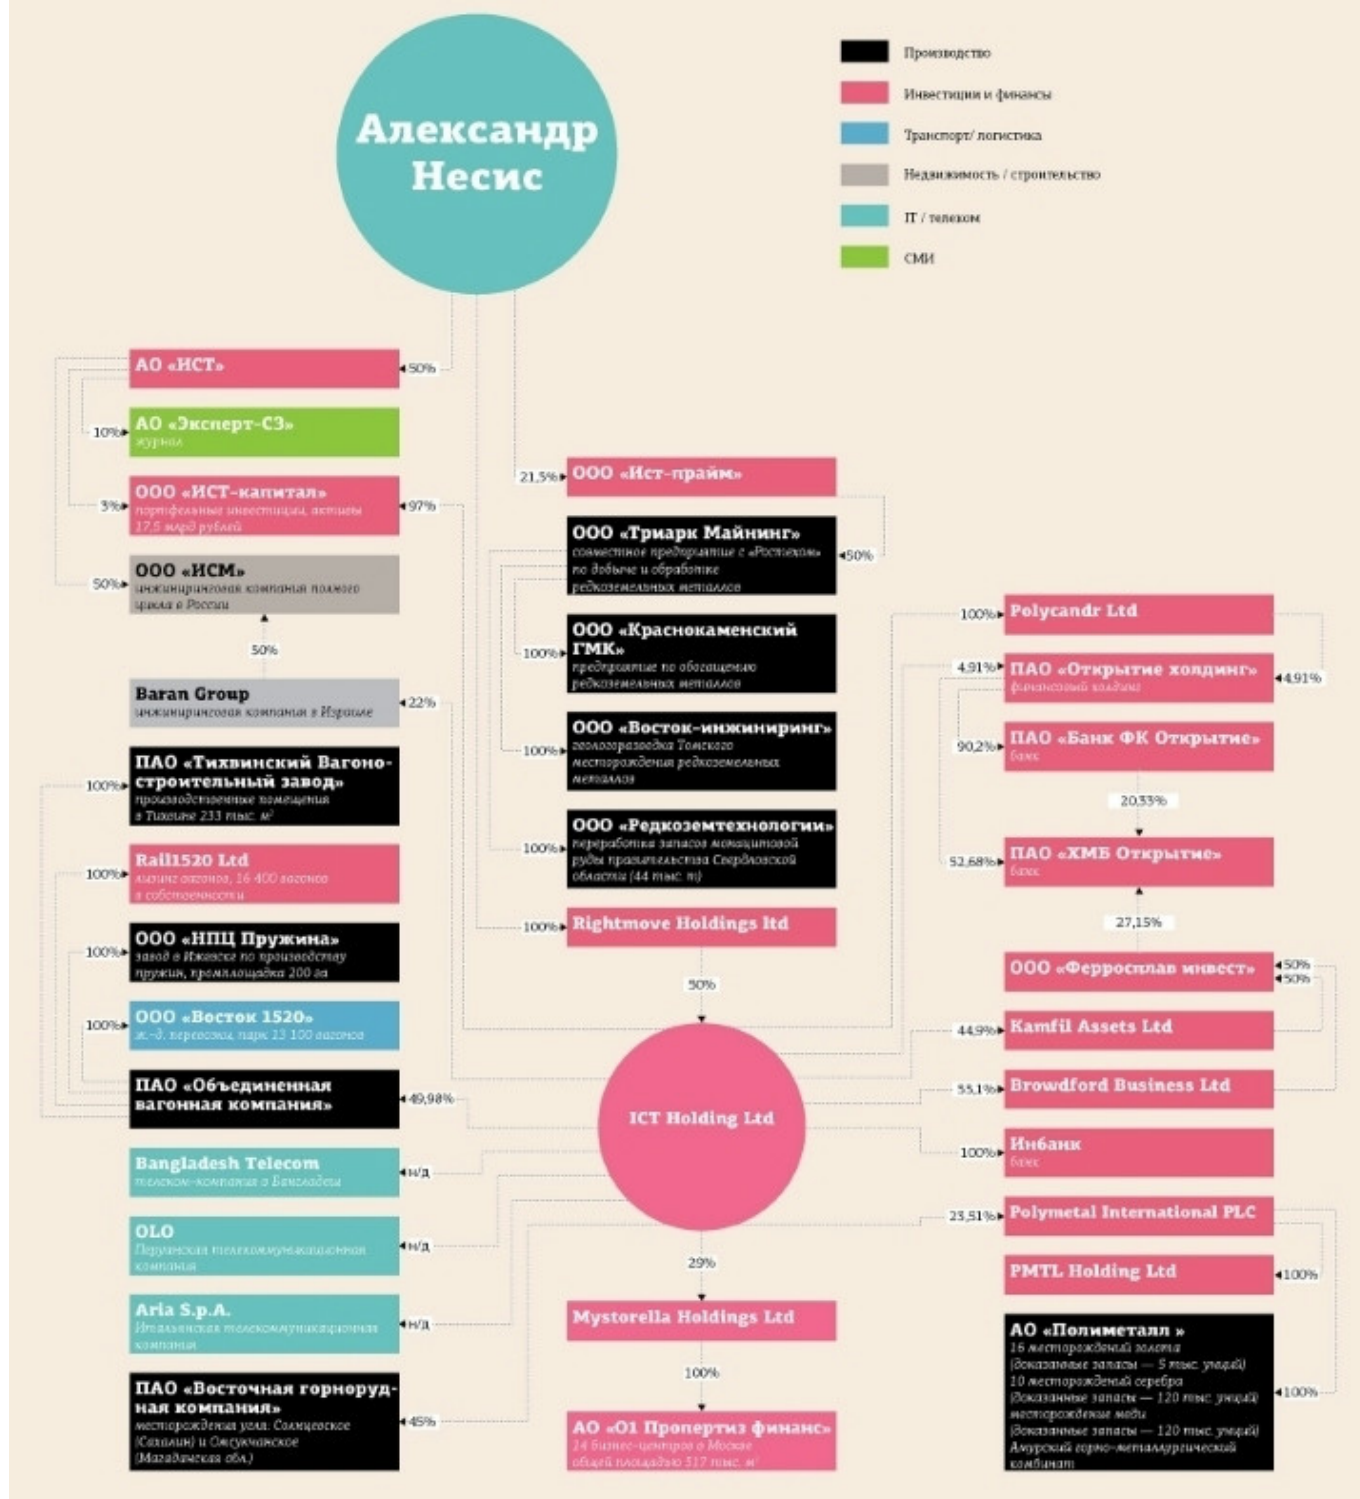 Александр
Несис
Производство
Инвестиции и финансы
Транспорт/ логистика
Недвижимость / строительство
IT / телеком
СМИ
АО «ИСТ»
50%
10%
АО «Эксперт-СЗ»
журнал
3%
ООО «ИСТ-капитал»
портфельные инвестиции, активы
17,5 млрд рублей
97%
50%
ООО «ИСМ»
инжиниринговая компания полного
цикла в России
50%
Baran Group
инжиниринговая компания в Израиле
22%
100%
ПАО «Тихвинский Вагоно-
строительный завод»
производственные помещения
в Тихвине 233 тыс. м²
100%
Rail1520 Ltd
лизинг вагонов, 16 400 вагонов
в собственности
100%
ООО «НПЦ Пружина»
завод в Ижевске по производству
пружин, промплощадка 200 га
100%
ООО «Восток 1520»
ж.-д. перевозки, парк 13 100 вагонов
ПАО «Объединенная
вагонная компания»
49,98%
Bangladesh Telecom
телеком-компания в Бангладеш
н/д
OLO
Перуанская телекоммуникационная
компания
н/д
Aria S.p.A.
Итальянская телекоммуникационная
компания
н/д
ПАО «Восточная горноруд-
ная компания»
месторождения угля: Солнцевское
(Сахалин) и Омсукчанское
(Магаданская обл.)
45%
21,5%
ООО «Ист-прайм»
ООО «Триарк Майнинг»
совместное предприятие с «Ростехом»
по добыче и обработке
редкоземельных металлов
50%
100%
ООО «Краснокаменский
ГМК»
предприятие по обогащению
редкоземельных металлов
100%
ООО «Восток-инжиниринг»
геологоразведка Томского
месторождения редкоземельных
металлов
100%
ООО «Редкоземтехнологии»
переработка запасов монацитовой
руды правительства Свердловской
области (44 тыс. т)
100%
Rightmove Holdings ltd
50%
ICT Holding Ltd
29%
Mystorella Holdings Ltd
100%
АО «О1 Пропертиз финанс»
14 бизнес-центров в Москве
общей площадью 517 тыс. м²
100%
Polycandr Ltd
4,91%
ПАО «Открытие холдинг»
финансовый холдинг
4,91%
90,2%
ПАО «Банк ФК Открытие»
банк
20,33%
52,68%
ПАО «ХМБ Открытие»
банк
27,15%
ООО «Ферросплав инвест»
50%
50%
44,9%
Kamfil Assets Ltd
55,1%
Browdford Business Ltd
100%
Инбанк
банк
23,51%
Polymetal International PLC
PMTL Holding Ltd
100%
АО «Полиметалл »
16 месторождений золота
(доказанные запасы — 5 тыс. унций)
10 месторождений серебра
(доказанные запасы — 120 тыс. унций)
месторождение меди
(доказанные запасы — 120 тыс. унций)
Амурский горно-металлургический
комбинат
100%